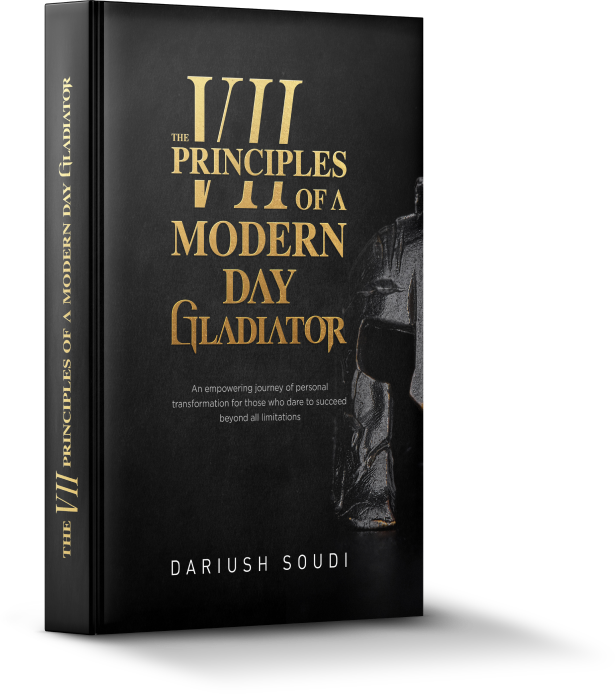 THE VII PRINCIPLES OF A MODERN DAY GLADIATOR
THE VII
PRINCIPLES
OF A
MODERN
DAY
GLADIATOR
An empowering journey of personal
transformation for those who dare to succeed
beyond all limitations
DARIUSH SOUDI